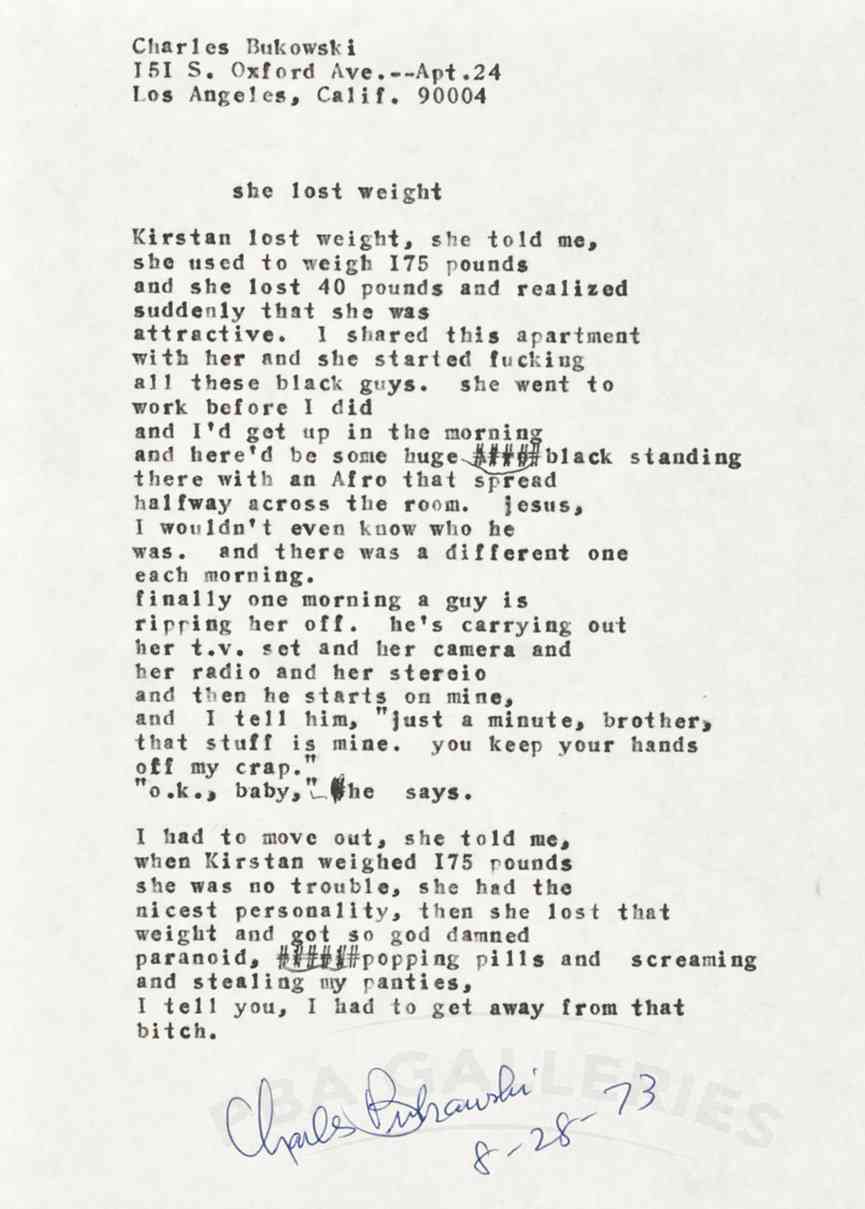 Charles Bukowski
I5I S. Oxford Ave.--Apt.24
Los Angeles, Calif. 90004
she lost weight
Kirstan lost weight, she told me,
she used to weigh I75 pounds
and she lost 40 pounds and realized
suddenly that she was
attractive.  I shared this apartment
with her and she started fucking
all these black guys.  she went to
work before I did
and I'd get up in the morning
and here'd be some huge black standing
there with an Afro that spread
halfway across the room.  jesus,
I wouldn't even know who he
was.  and there was a different one
each morning.
finally one morning a guy is
ripping her off.  he's carrying out
her t.v. set and her camera and
her radio and her stereio
and then he starts on mine,
and  I tell him, "just a minute, brother,
that stuff is mine.  you keep your hands
off my crap."
"o.k., baby," he  says.
I had to move out, she told me,
when Kirstan weighed I75 pounds
she was no trouble, she had the
nicest personality, then she lost that
weight and got so god damned
paranoid, popping pills and  screaming
and stealing my panties,
I tell you, I had to get away from that
bitch.
PBA GALLERIES
Charles Bukowski
8-28-73